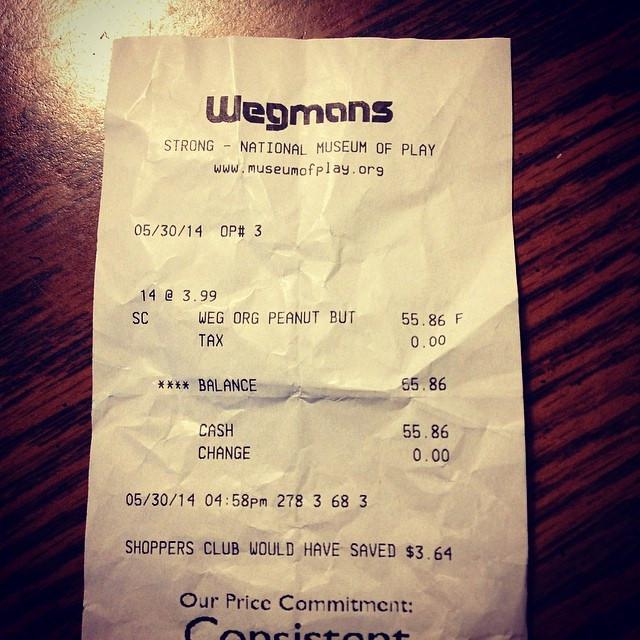 Wegmans
STRONG - NATIONAL MUSEUM OF PLAY
www.museumofplay.org
05/30/14 OP# 3
14 @ 3.99
SC WEG ORG PEANUT BUT 55.86 F
TAX 0.00
**** BALANCE 55.86
CASH 55.86
CHANGE 0.00
05/30/14 04:58pm 278 3 68 3
SHOPPERS CLUB WOULD HAVE SAVED $3.64
Our Price Commitment:
Consistent